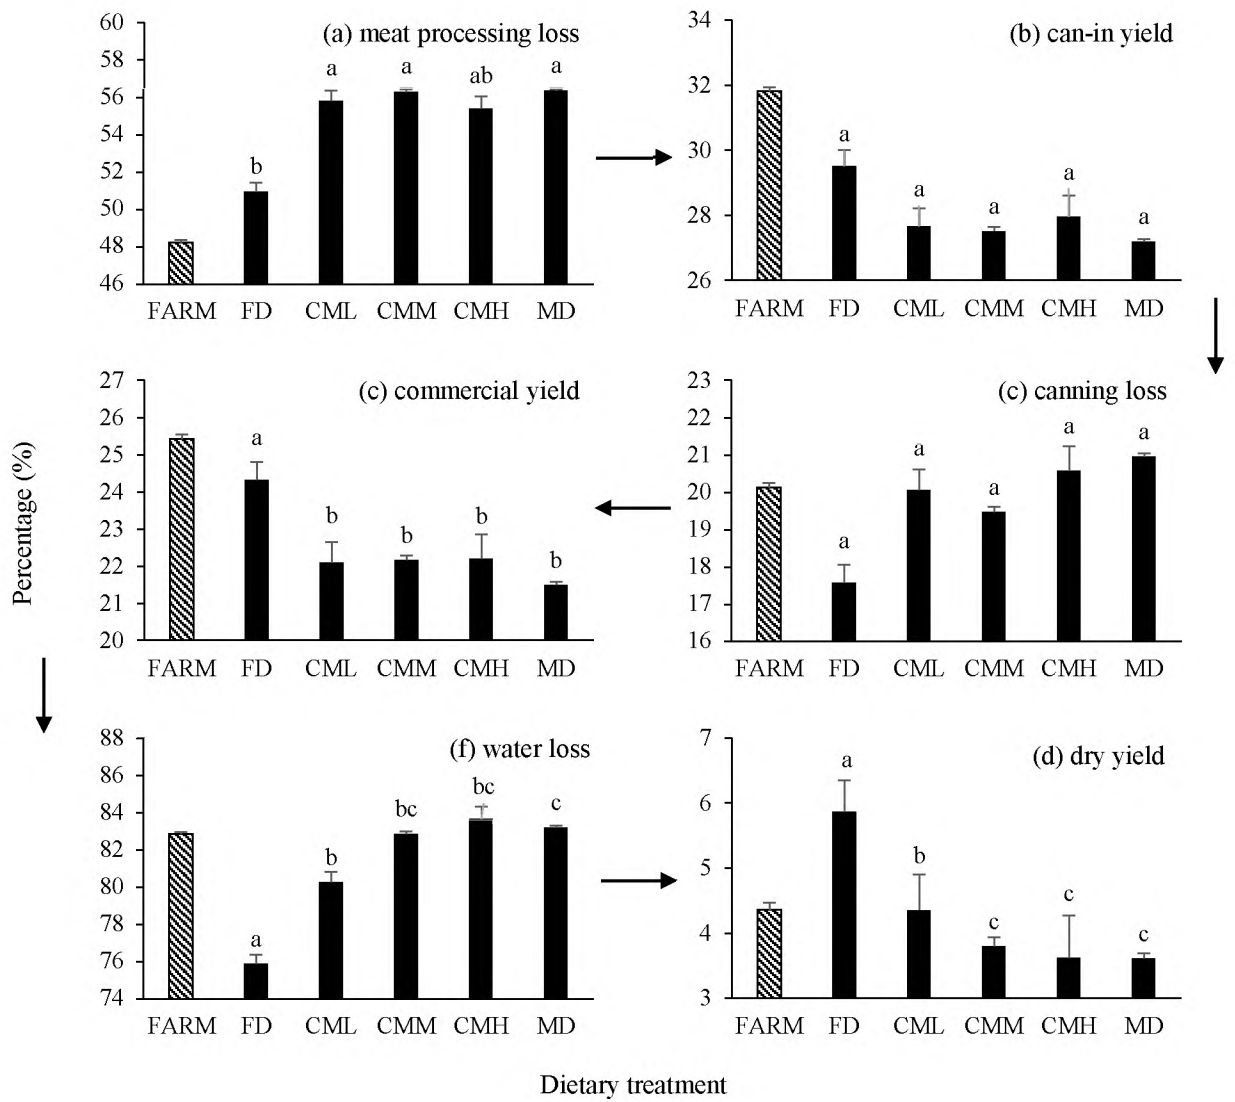 (a) meat processing loss
60
58
56
54
52
50
48
46
b
a
a
ab
a
FARM FD CML CMM CMH MD
(b) can-in yield
34
32
30
28
26
a
a
a
a
a
FARM FD CML CMM CMH MD
(c) commercial yield
27
26
25
24
23
22
21
20
a
b
b
b
b
FARM FD CML CMM CMH MD
(c) canning loss
23
22
21
20
19
18
17
16
a
a
a
a
a
FARM FD CML CMM CMH MD
Percentage (%)
(f) water loss
88
86
84
82
80
78
76
74
a
b
bc
bc
c
FARM FD CML CMM CMH MD
(d) dry yield
7
6
5
4
3
a
b
c
c
c
FARM FD CML CMM CMH MD
Dietary treatment